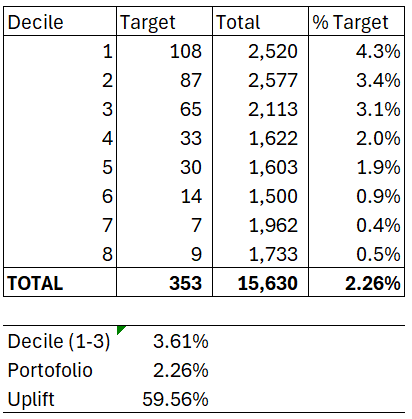 Decile Target Total % Target
1 108 2,520 4.3%
2 87 2,577 3.4%
3 65 2,113 3.1%
4 33 1,622 2.0%
5 30 1,603 1.9%
6 14 1,500 0.9%
7 7 1,962 0.4%
8 9 1,733 0.5%
TOTAL 353 15,630 2.26%
Decile (1-3) 3.61%
Portofolio 2.26%
Uplift 59.56%